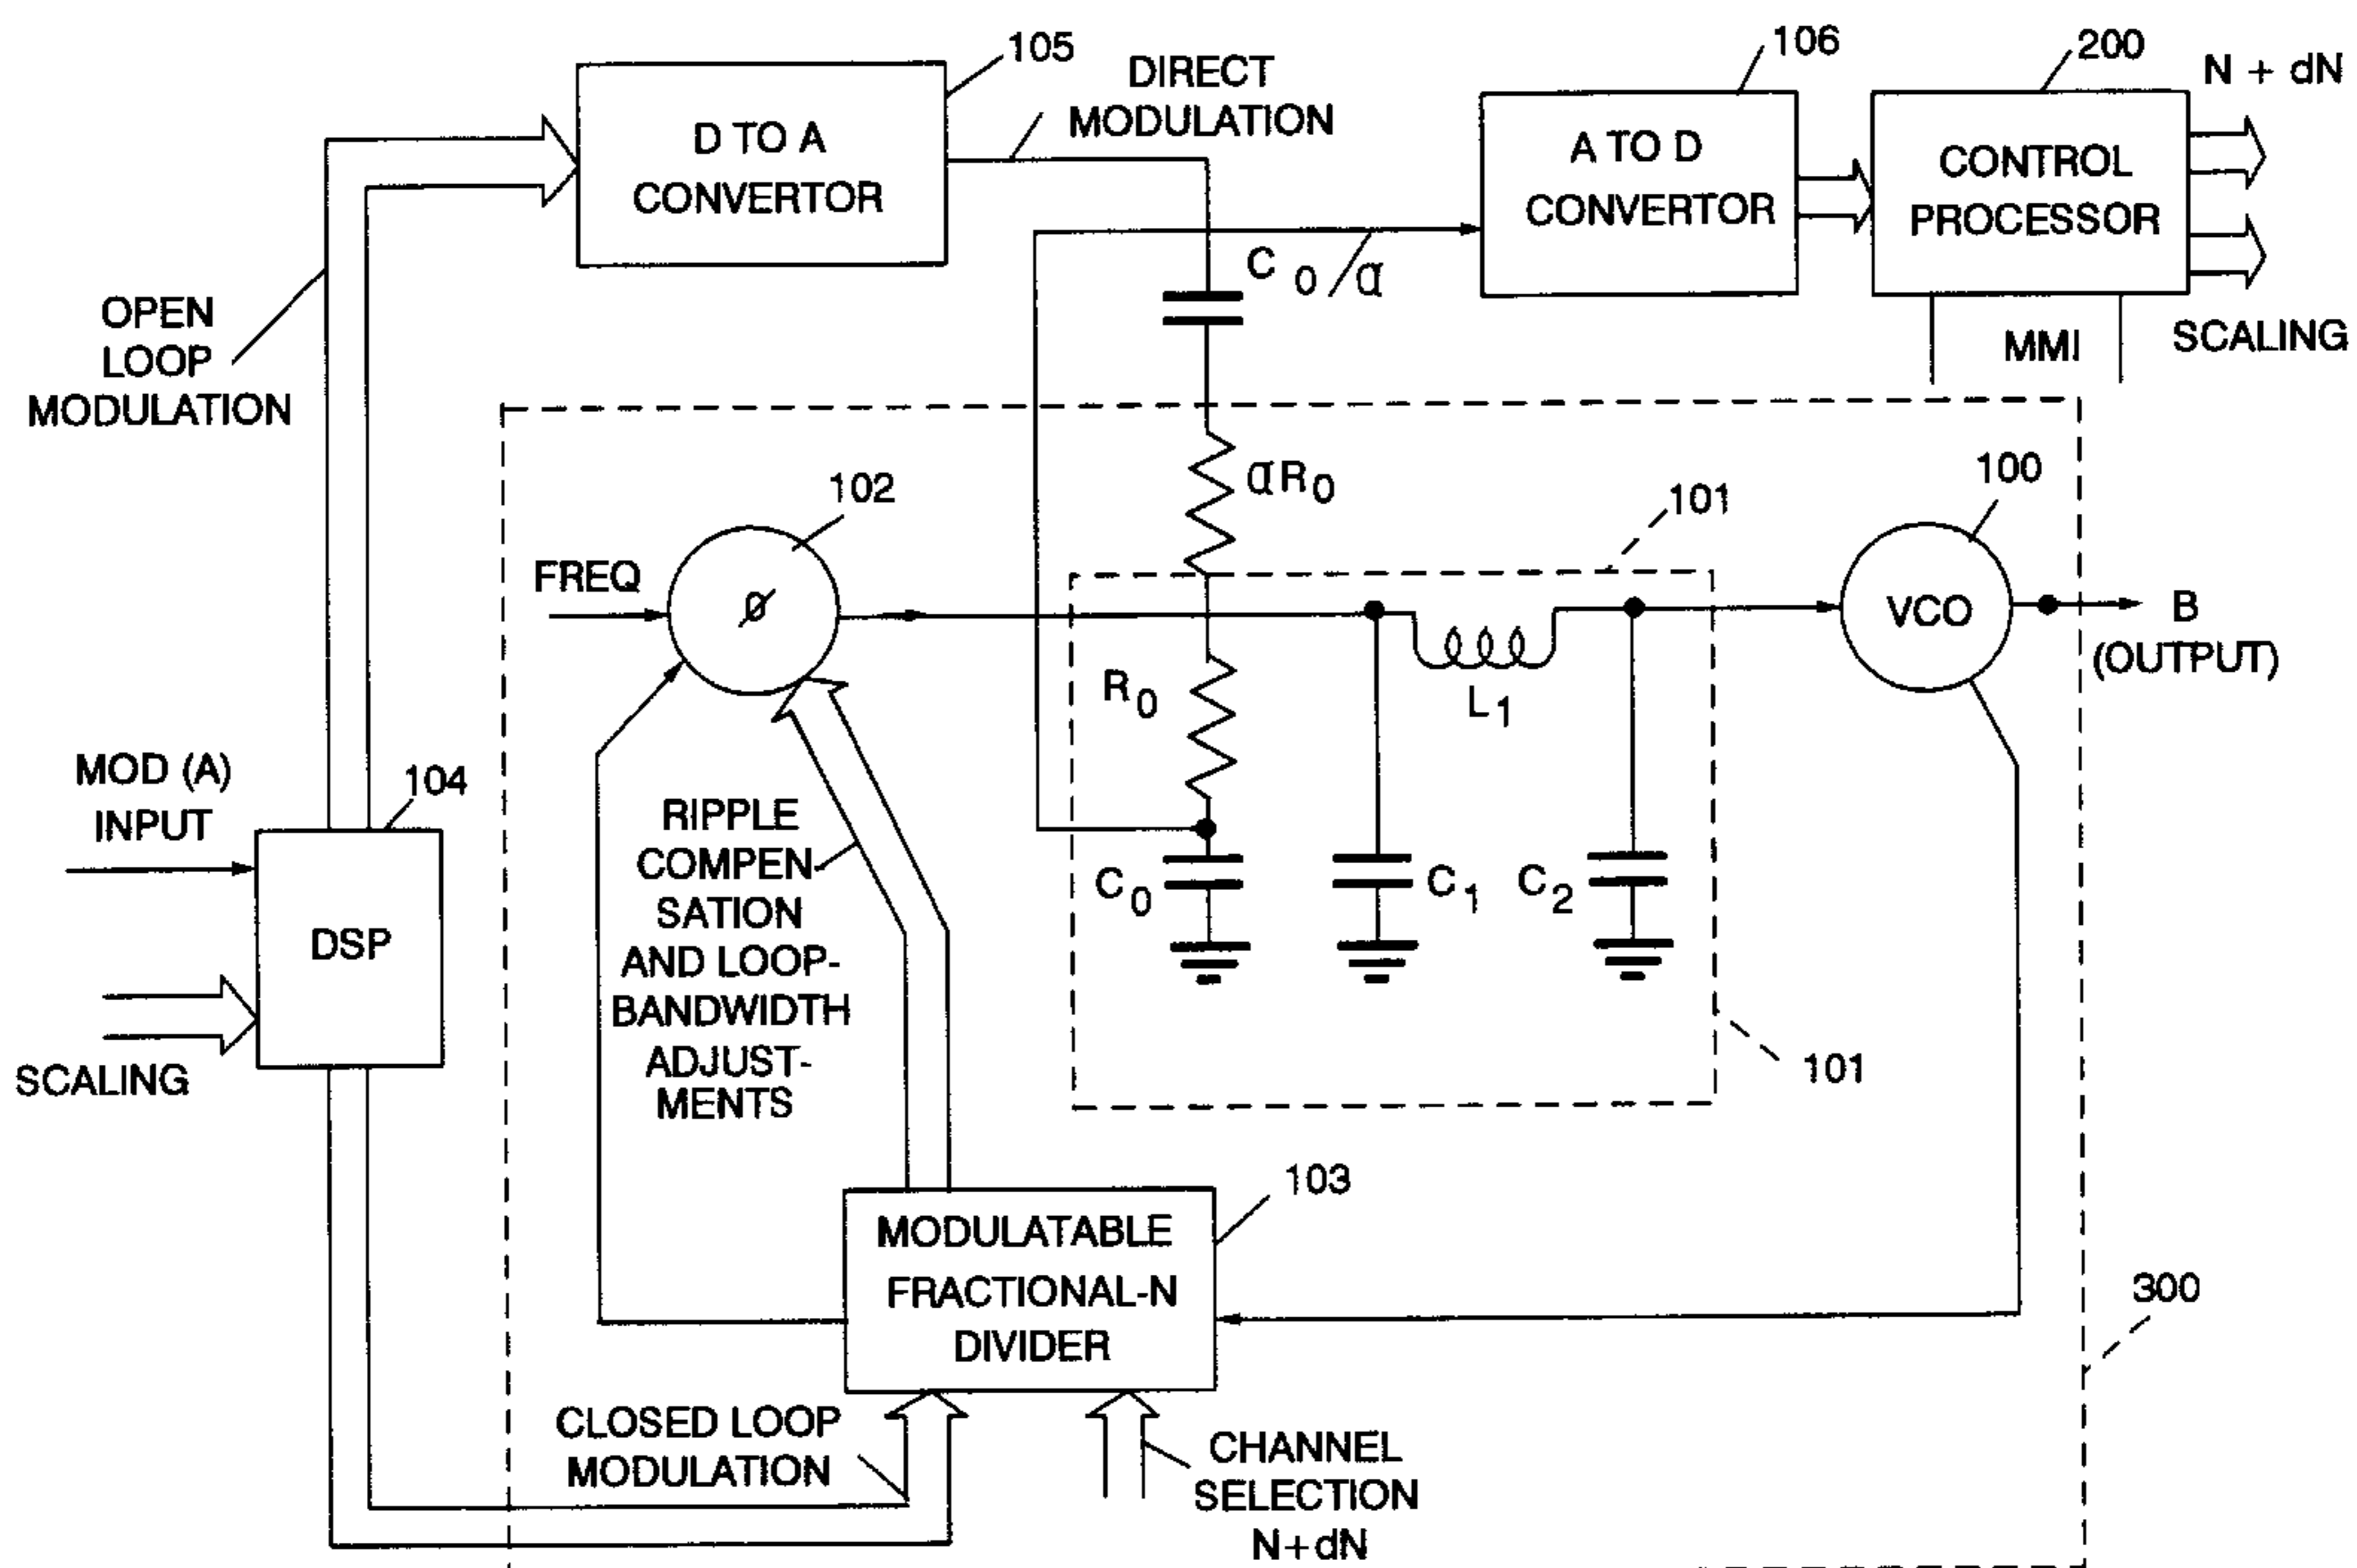 105
DIRECT
MODULATION
106
200
N + dN
D TO A
CONVERTOR
A TO D
CONVERTOR
CONTROL
PROCESSOR
C 0 / α
OPEN
LOOP
MODULATION
MMI
SCALING
102
αR0
101
100
FREQ
ø
VCO
B
(OUTPUT)
R0
L1
MOD (A)
INPUT
104
RIPPLE
COMPEN
SATION
AND LOOP-
BANDWIDTH
ADJUST-
MENTS
C0
C1
C2
DSP
SCALING
101
103
MODULATABLE
FRACTIONAL-N
DIVIDER
300
CLOSED LOOP
MODULATION
CHANNEL
SELECTION
N+dN